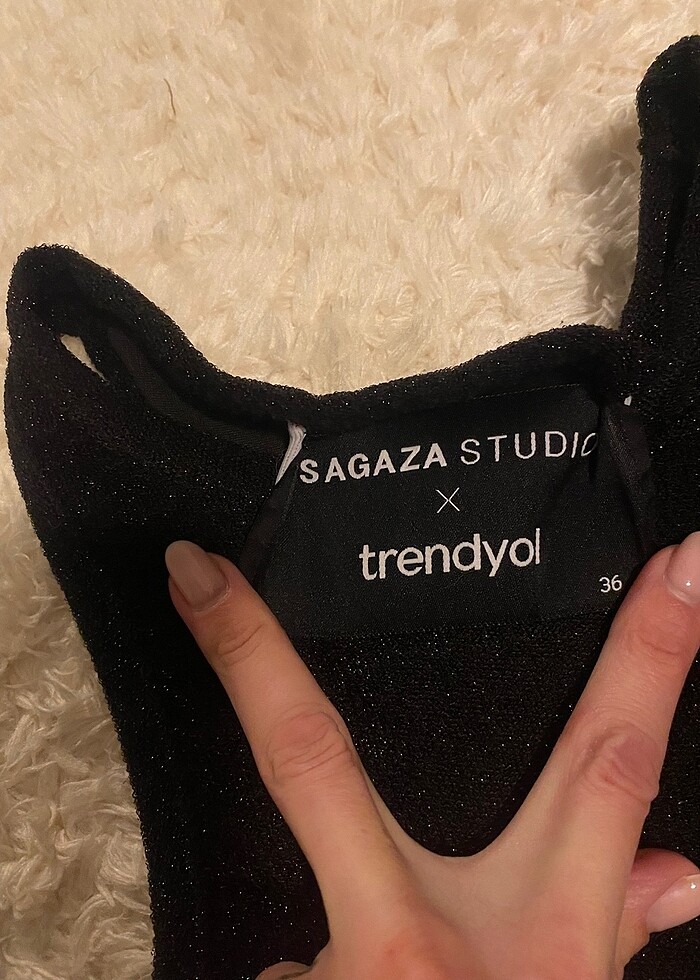 SAGAZA STUDIO
X
trendyol
36